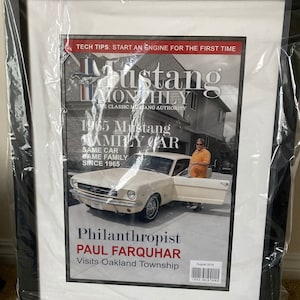 TECH TIPS: START AN ENGINE FOR THE FIRST TIME
Mustang
MONTHLY
THE CLASSIC MUSTANG AUTHORITY
1965 Mustang
FAMILY CAR
SAME CAR
SAME FAMILY
SINCE 1965
Philanthropist
PAUL FARQUHAR
Visits Oakland Township